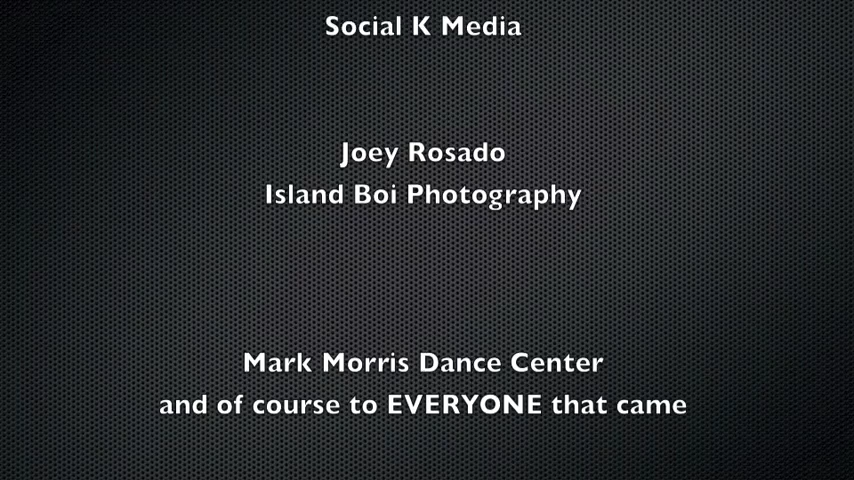 Social K Media
Joey Rosado
Island Boi Photography
Mark Morris Dance Center
and of course to EVERYONE that came